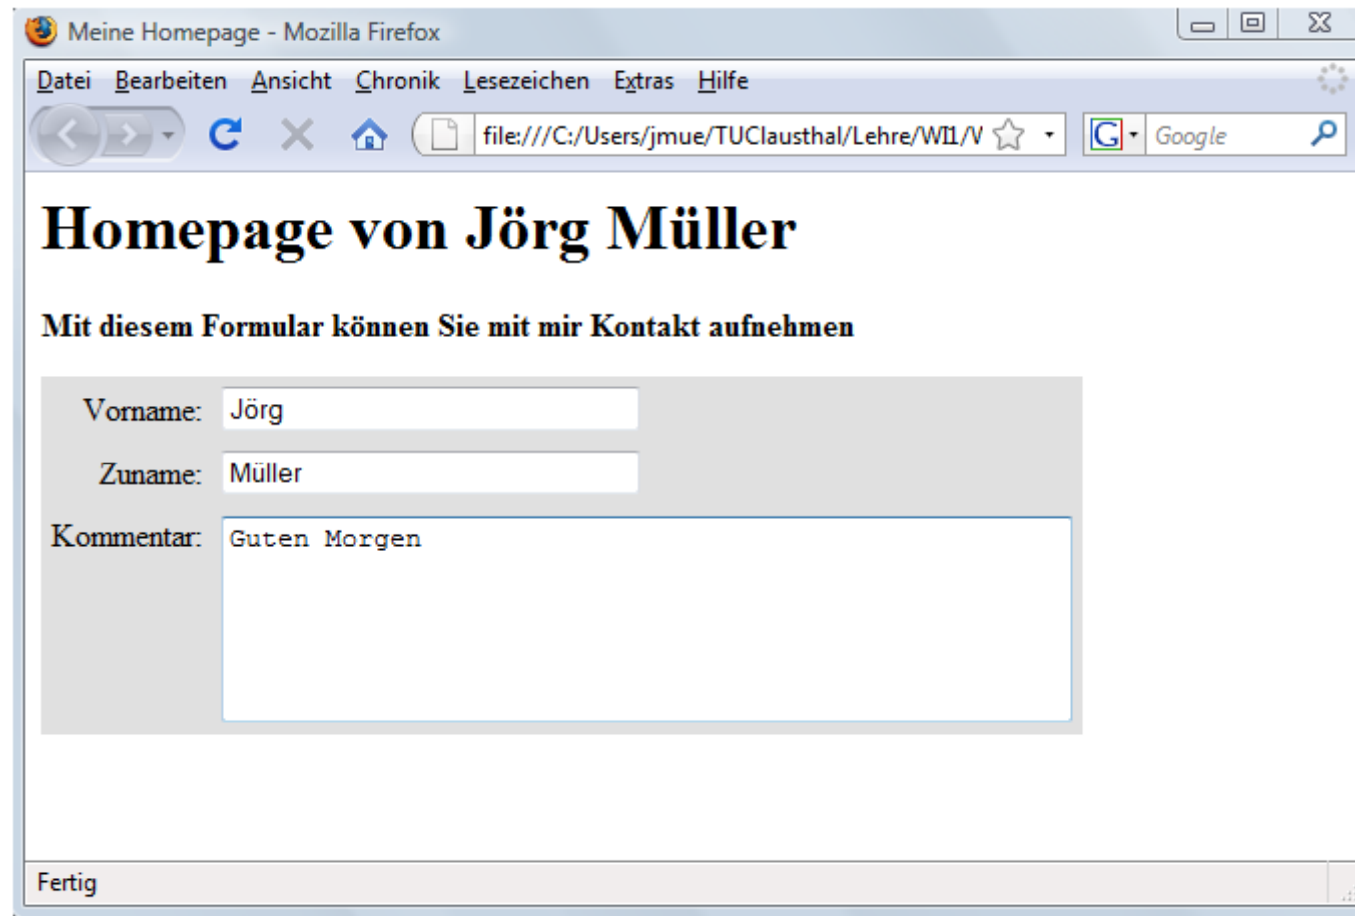 Meine Homepage - Mozilla Firefox
Datei Bearbeiten Ansicht Chronik Lesezeichen Extras Hilfe
file:///C:/Users/jmue/TUClausthal/Lehre/WI1/V G Google
Homepage von Jörg Müller
Mit diesem Formular können Sie mit mir Kontakt aufnehmen
Vorname: Jörg
Zuname: Müller
Kommentar: Guten Morgen
Fertig